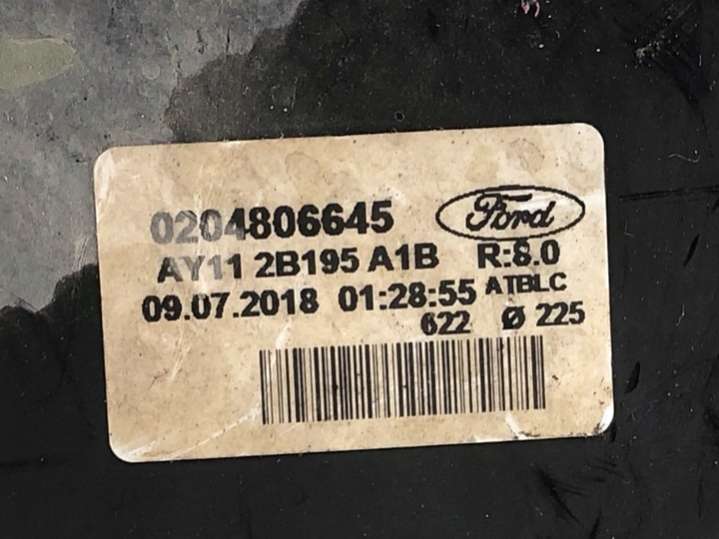 0204806645 Ford
AY11 2B195 A1B R:8.0
09.07.2018 01:28:55 ATBLC
622 Ø 225